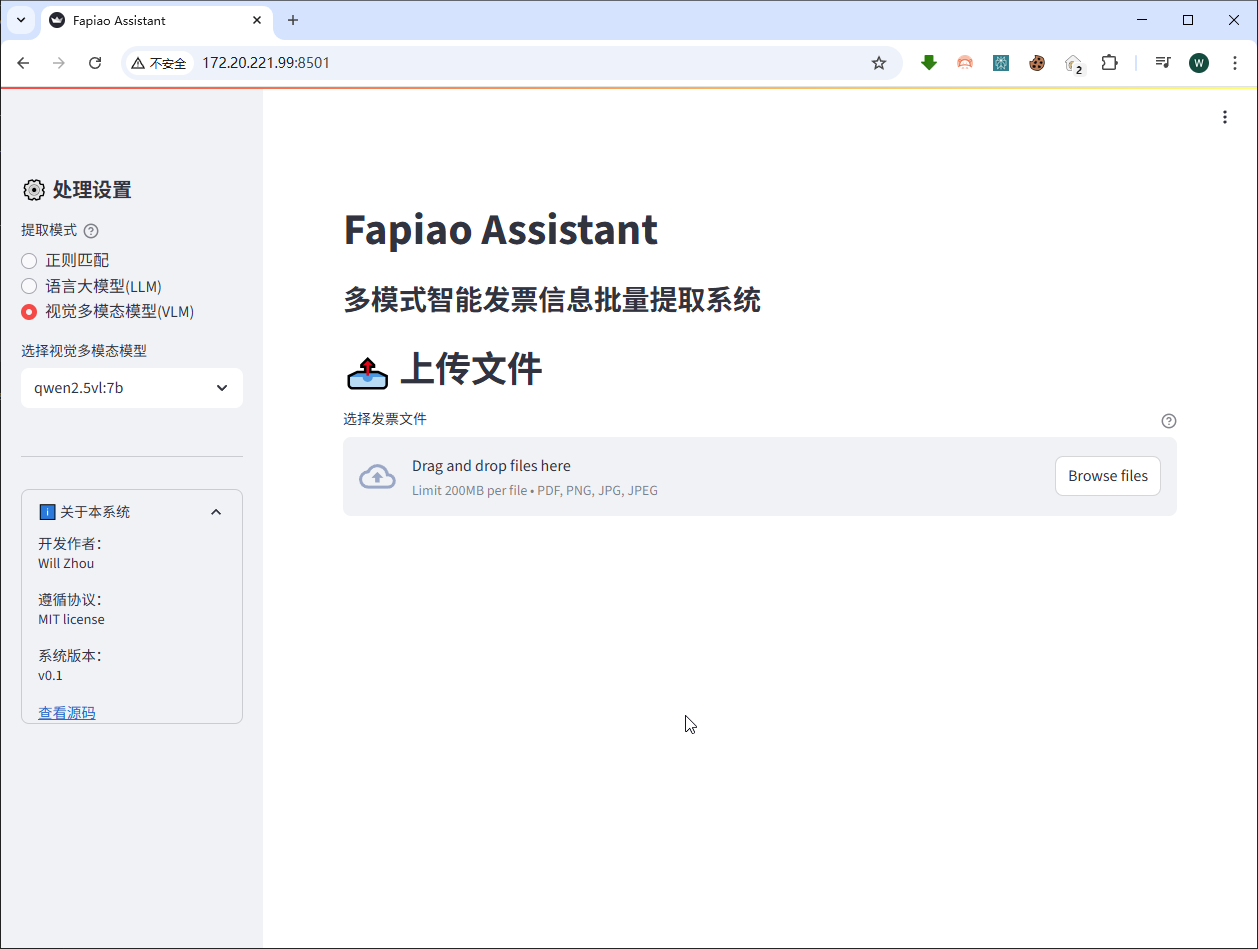 Fapiao Assistant
不安全
172.20.221.99:8501
2
W
处理设置
提取模式
正则匹配
语言大模型(LLM)
视觉多模态模型(VLM)
选择视觉多模态模型
qwen2.5vl:7b
关于本系统
开发作者：
Will Zhou
遵循协议：
MIT license
系统版本：
v0.1
查看源码
Fapiao Assistant
多模式智能发票信息批量提取系统
上传文件
选择发票文件
Drag and drop files here
Limit 200MB per file • PDF, PNG, JPG, JPEG
Browse files